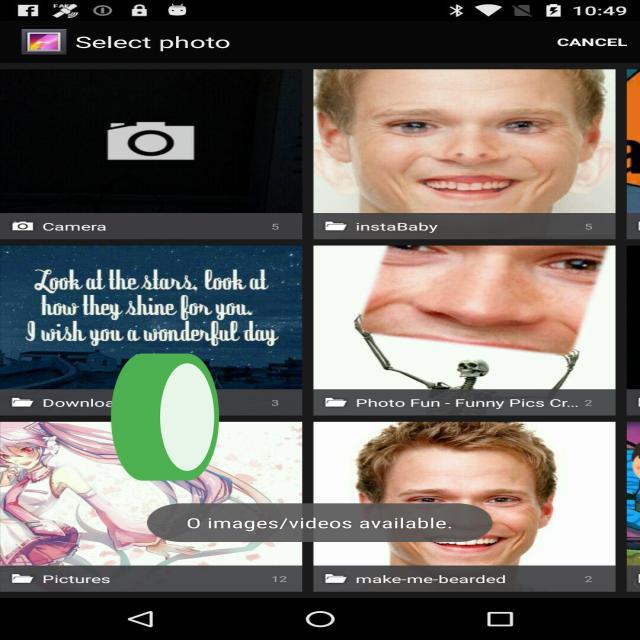 10:49
Select photo
CANCEL
Camera 5
instaBaby 5
Look at the stars, look at
how they shine for you.
I wish you a wonderful day
3
Photo Fun - Funny Pics Cr... 2
0 images/videos available.
Pictures 12
make-me-bearded 2